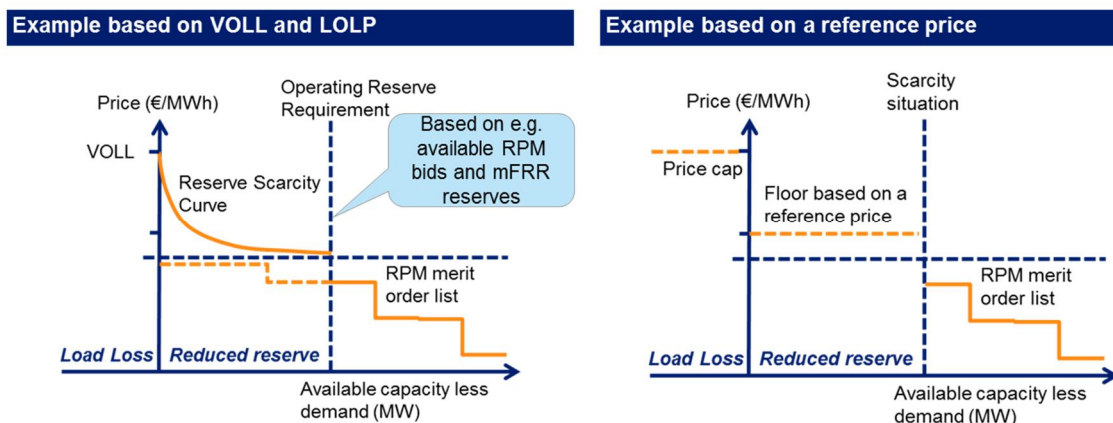 Example based on VOLL and LOLP
Price (€/MWh)
Operating Reserve
Requirement
Based on e.g.
available RPM
bids and mFRR
reserves
VOLL
Reserve Scarcity
Curve
RPM merit
order list
Load Loss
Reduced reserve
Available capacity less
demand (MW)
Example based on a reference price
Price (€/MWh)
Scarcity
situation
Price cap
Floor based on a
reference price
RPM merit
order list
Load Loss
Reduced reserve
Available capacity less
demand (MW)